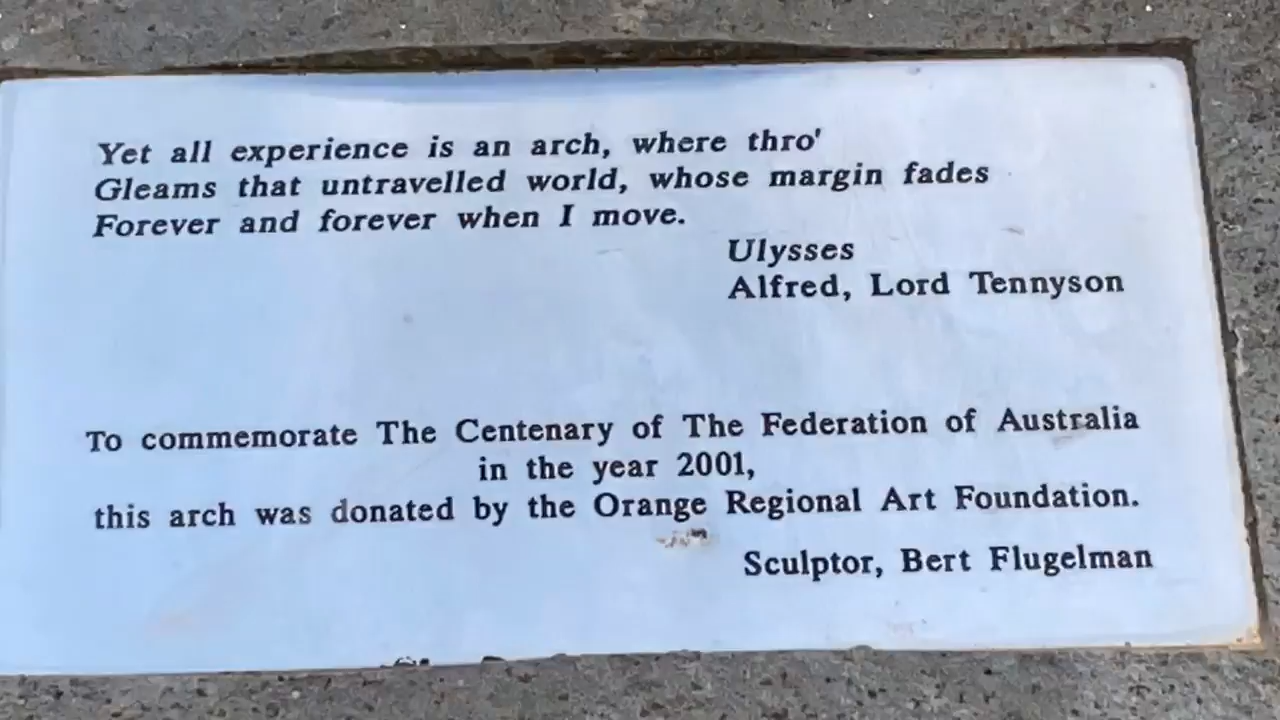 Yet all experience is an arch, where thro'
Gleams that untravelled world, whose margin fades
Forever and forever when I move.
Ulysses
Alfred, Lord Tennyson
To commemorate The Centenary of The Federation of Australia
in the year 2001,
this arch was donated by the Orange Regional Art Foundation.
Sculptor, Bert Flugelman